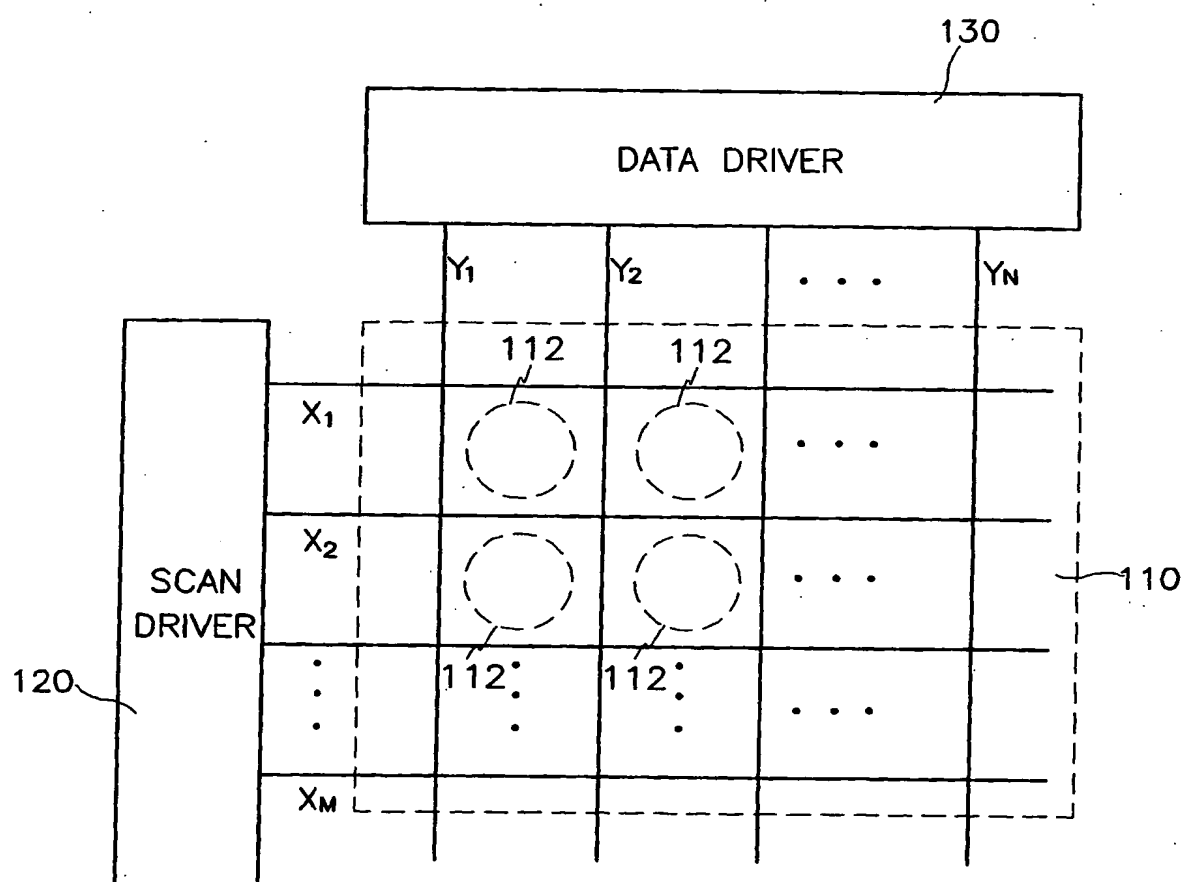 130
DATA DRIVER
Y1 Y2 . . . YN
112 112
X1 . . .
X2 . . .
SCAN
DRIVER
110
112 112
120
. . .
XM